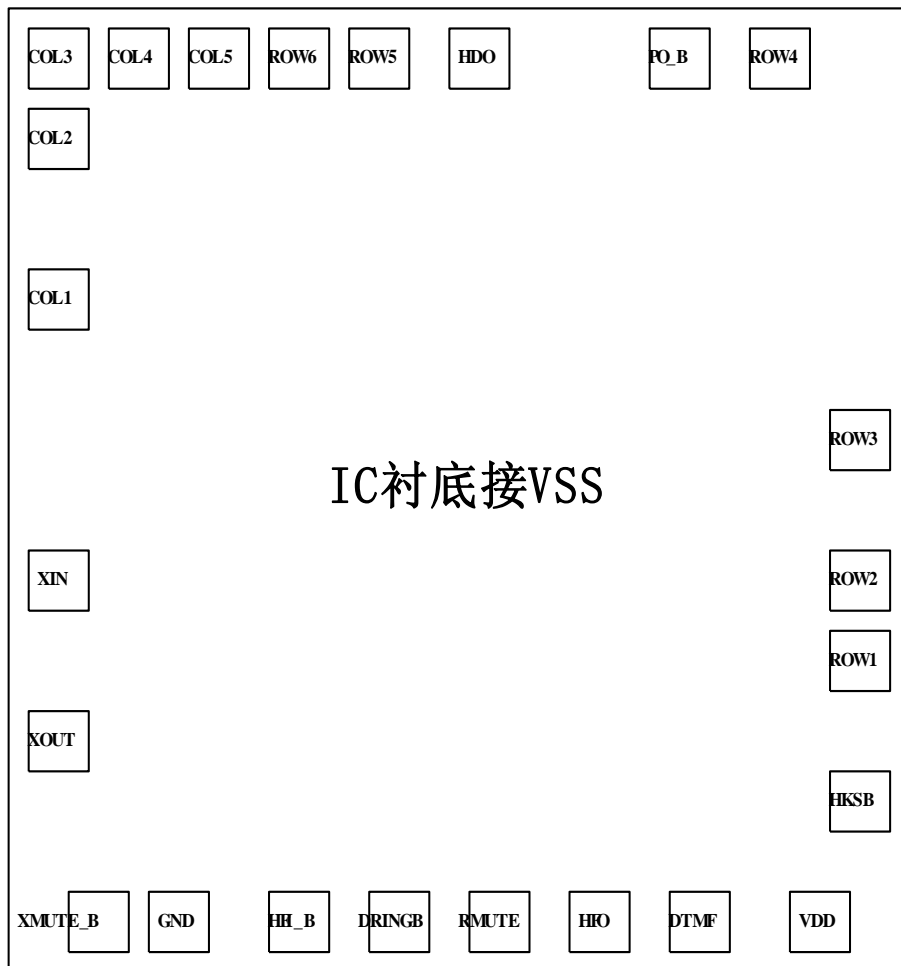 COL3 COL4 COL5 ROW6 ROW5 HDO PO_B ROW4
COL2
COL1
ROW3
IC衬底接VSS
XIN ROW2
ROW1
XOUT
HKSB
XMUTE_B GND HFI_B DRINGB RMUTE HFO DTMF VDD